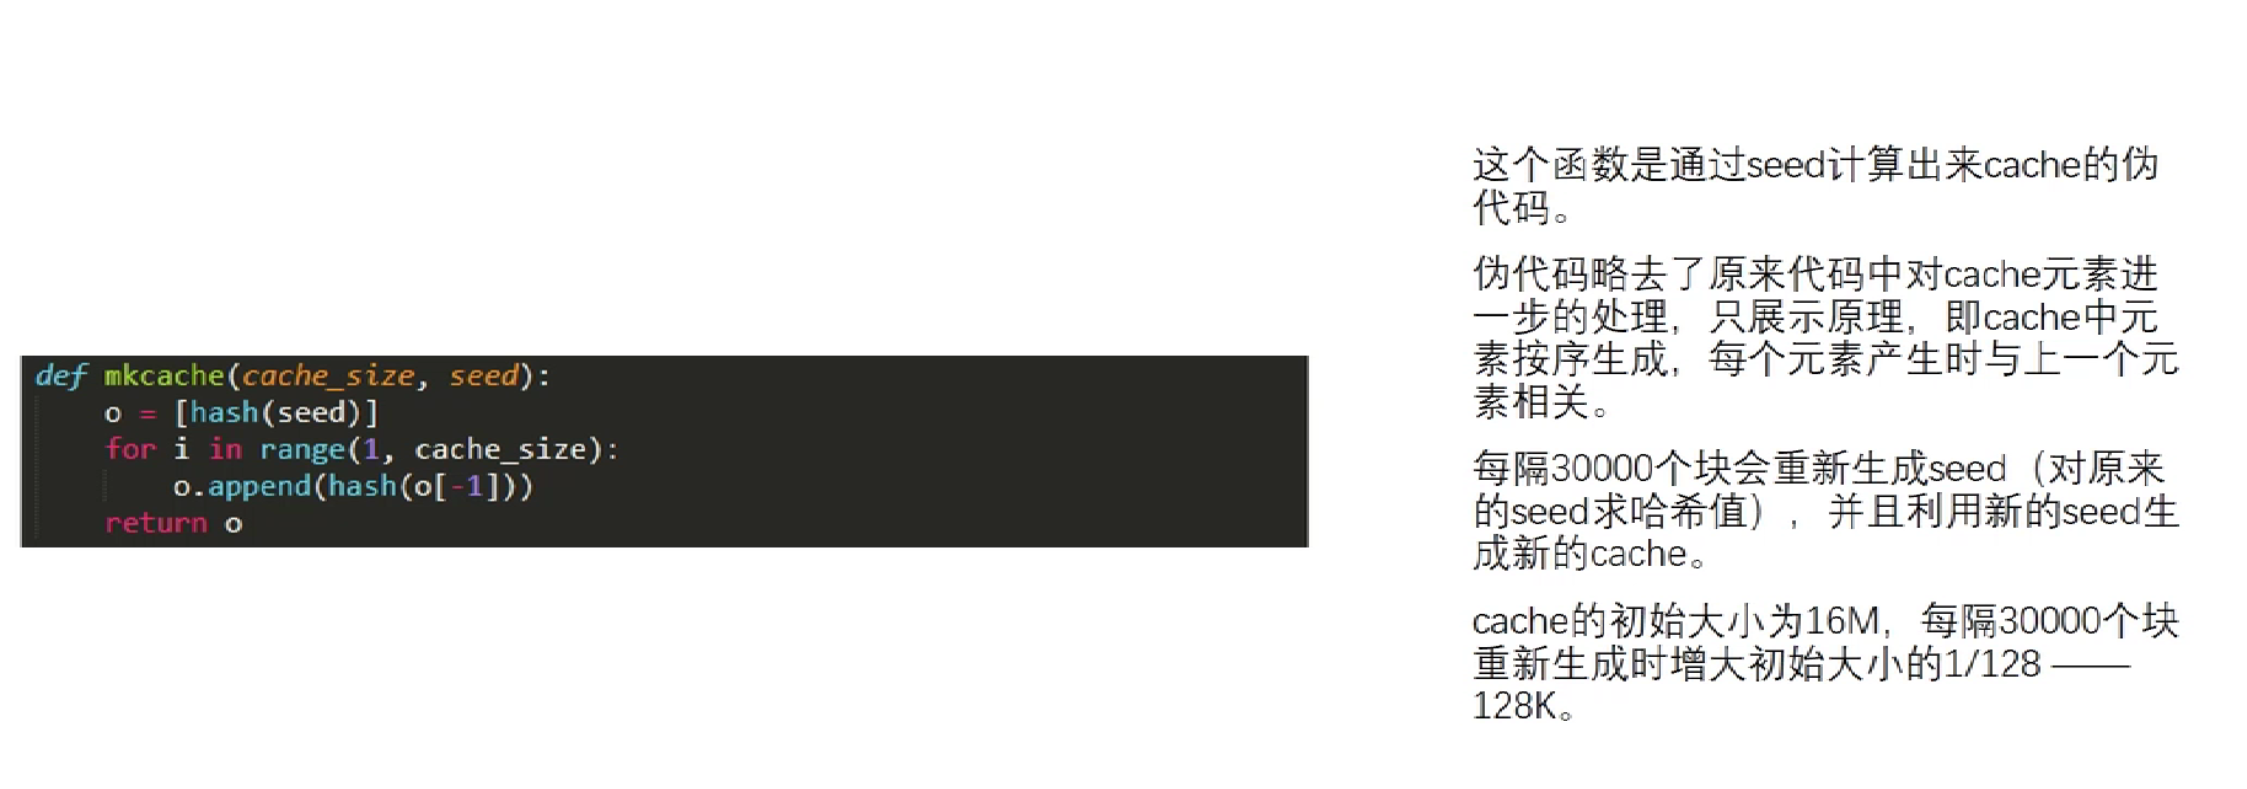 def mkcache(cache_size, seed):
    o = [hash(seed)]
    for i in range(1, cache_size):
        o.append(hash(o[-1]))
    return o
这个函数是通过seed计算出来cache的伪
代码。
伪代码略去了原来代码中对cache元素进
一步的处理，只展示原理，即cache中元
素按序生成，每个元素产生时与上一个元
素相关。
每隔30000个块会重新生成seed（对原来
的seed求哈希值），并且利用新的seed生
成新的cache。
cache的初始大小为16M，每隔30000个块
重新生成时增大初始大小的1/128 ——
128K。